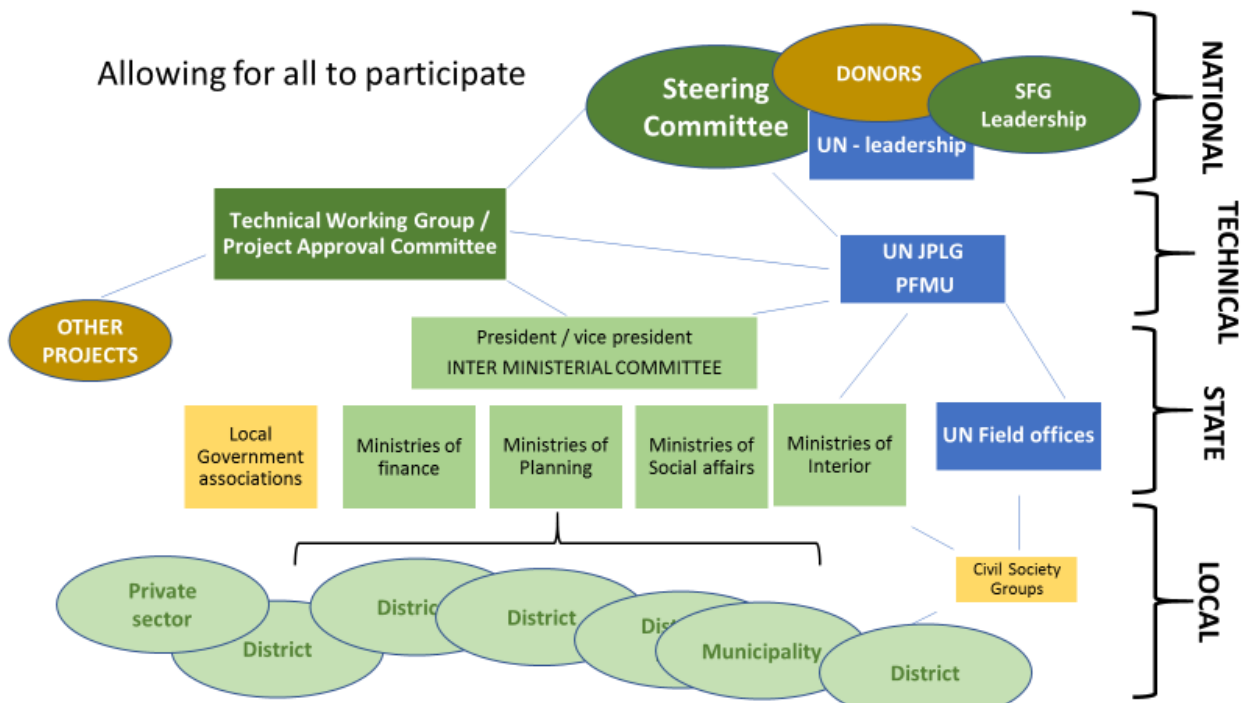 Allowing for all to participate
Steering
Committee
DONORS
SFG
Leadership
UN - leadership
NATIONAL
Technical Working Group /
Project Approval Committee
UN JPLG
PFMU
TECHNICAL
OTHER
PROJECTS
President / vice president
INTER MINISTERIAL COMMITTEE
Local
Government
associations
Ministries of
finance
Ministries of
Planning
Ministries of
Social affairs
Ministries of
Interior
UN Field offices
STATE
Civil Society
Groups
Private
sector
District
District
District
Municipality
District
LOCAL